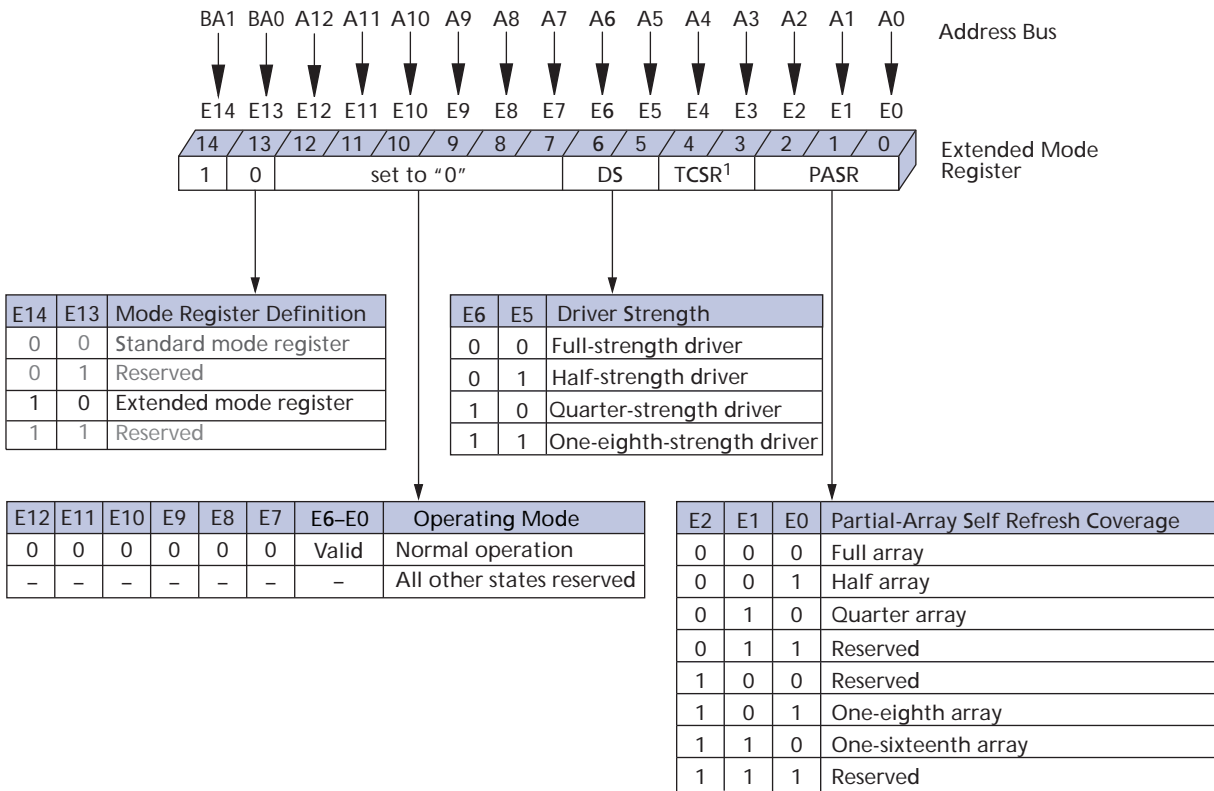 BA1 BA0 A12 A11 A10 A9 A8 A7 A6 A5 A4 A3 A2 A1 A0
Address Bus
E14 E13 E12 E11 E10 E9 E8 E7 E6 E5 E4 E3 E2 E1 E0
14 13 12 11 10 9 8 7 6 5 4 3 2 1 0
Extended Mode
Register
1 0 set to “0” DS TCSR1 PASR
E14 E13 Mode Register Definition
0 0 Standard mode register
0 1 Reserved
1 0 Extended mode register
1 1 Reserved
E6 E5 Driver Strength
0 0 Full-strength driver
0 1 Half-strength driver
1 0 Quarter-strength driver
1 1 One-eighth-strength driver
E12 E11 E10 E9 E8 E7 E6–E0 Operating Mode
0 0 0 0 0 0 Valid Normal operation
– – – – – – – All other states reserved
E2 E1 E0 Partial-Array Self Refresh Coverage
0 0 0 Full array
0 0 1 Half array
0 1 0 Quarter array
0 1 1 Reserved
1 0 0 Reserved
1 0 1 One-eighth array
1 1 0 One-sixteenth array
1 1 1 Reserved